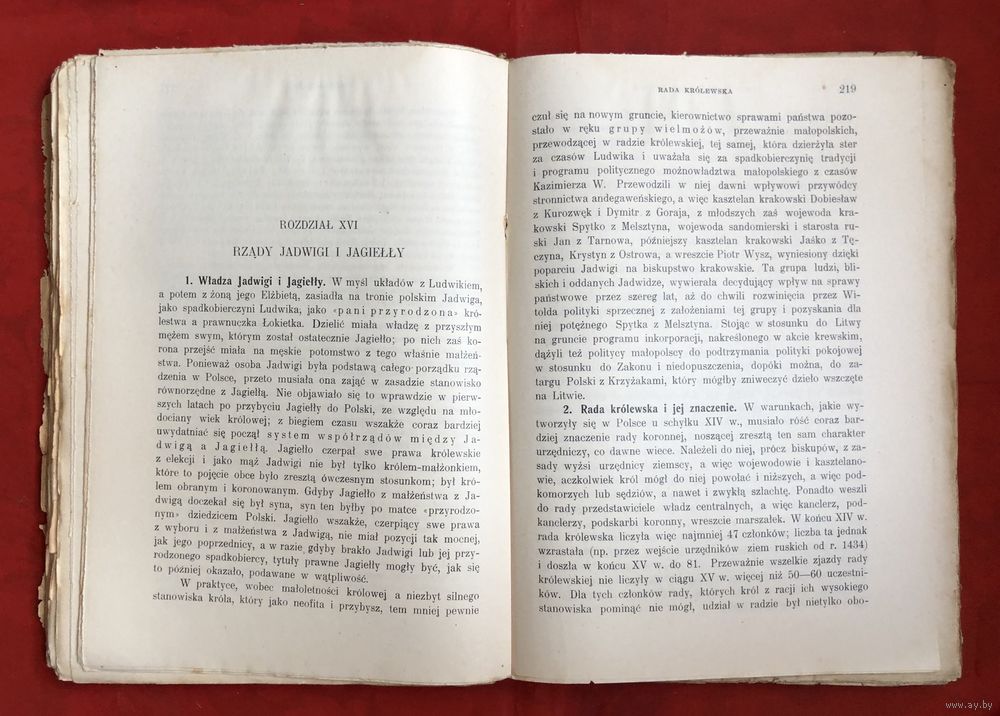 ROZDZIAŁ XVI
RZĄDY JADWIGI I JAGIEŁŁY
1. Władza Jadwigi i Jagiełły. W myśl układów z Ludwikiem,
a potem z żoną jego Elżbietą, zasiadła na tronie polskim Jadwiga,
jako spadkobierczyni Ludwika, jako «pani przyrodzona» kró-
lestwa a prawnuczka Łokietka. Dzielić miała władzę z przyszłym
mężem swym, którym został ostatecznie Jagiełło; po nich zaś ko-
rona przejść miała na męskie potomstwo z tego właśnie małżeń-
stwa. Ponieważ osoba Jadwigi była podstawą całego porządku rzą-
dzenia w Polsce, przeto musiała ona zająć w zasadzie stanowisko
równorzędne z Jagiełłą. Nie objawiało się to wprawdzie w pierw-
szych latach po przybyciu Jagiełły do Polski, ze względu na mło-
dociany wiek królowej; z biegiem czasu wszakże coraz bardziej
uwydatniać się począł system współrządów między Ja-
dwigą a Jagiełłą. Jagiełło czerpał swe prawa królewskie
z elekcji i jako mąż Jadwigi nie był tylko królem-małżonkiem,
które to pojęcie obce było zresztą ówczesnym stosunkom; był kró-
lem obranym i koronowanym. Gdyby Jagiełło z małżeństwa z Ja-
dwigą doczekał się był syna, syn ten byłby po matce «przyrodzo-
nym» dziedzicem Polski. Jagiełło wszakże, czerpiący swe prawa
z wyboru i z małżeństwa z Jadwigą, nie miał pozycji tak mocnej,
jak jego poprzednicy, a w razie gdyby brakło Jadwigi lub jej przy-
rodzonego spadkobiercy, tytuły prawne Jagiełły mogły być, jak się
to później okazało, podawane w wątpliwość.
W praktyce, wobec małoletności królowej a niezbyt silnego
stanowiska króla, który jako neofita i przybysz, tem mniej pewnie
RADA KRÓLEWSKA 219
czuł się na nowym gruncie, kierownictwo sprawami państwa pozo-
stało w ręku grupy wielmożów, przeważnie małopolskich,
przewodzącej w radzie królewskiej, tej samej, która dzierżyła ster
za czasów Ludwika i uważała się za spadkobierczynię tradycji
i programu politycznego możnowładztwa małopolskiego z czasów
Kazimierza W. Przewodzili w niej dawni wpływowi przywódcy
stronnictwa andegaweńskiego, a więc kasztelan krakowski Dobiesław
z Kurozwęk i Dymitr z Goraja, z młodszych zaś wojewoda kra-
kowski Spytko z Melsztyna, wojewoda sandomierski i starosta ru-
ski Jan z Tarnowa, późniejszy kasztelan krakowski Jaśko z Tę-
czyna, Krystyn z Ostrowa, a wreszcie Piotr Wysz, wyniesiony dzięki
poparciu Jadwigi na biskupstwo krakowskie. Ta grupa ludzi, bli-
skich i oddanych Jadwidze, wywierała decydujący wpływ na sprawy
państwowe przez szereg lat, aż do chwili rozwinięcia przez Wi-
tolda polityki sprzecznej z założeniami tej grupy i pozyskania dla
niej potężnego Spytka z Melsztyna. Stojąc w stosunku do Litwy
na gruncie programu inkorporacji, nakreślonego w akcie krewskim,
dążyli też politycy małopolscy do podtrzymania polityki pokojowej
w stosunku do Zakonu i niedopuszczenia, dopóki można, do za-
targu Polski z Krzyżakami, który mógłby zniweczyć dzieło wszczęte
na Litwie.
2. Rada królewska i jej znaczenie. W warunkach, jakie wy-
tworzyły się w Polsce u schyłku XIV w., musiało róść coraz bar-
dziej znaczenie rady koronnej, noszącej zresztą ten sam charakter
urzędniczy, co dawne wiece. Należeli do niej, prócz biskupów, z za-
sady wyżsi urzędnicy ziemscy, a więc wojewodowie i kasztelano-
wie, aczkolwiek król mógł do niej powołać i niższych, a więc pod-
komorzych lub sędziów, a nawet i zwykłą szlachtę. Ponadto weszli
do rady przedstawiciele władz centralnych, a więc kanclerz, pod-
kanclerzy, podskarbi koronny, wreszcie marszałek. W końcu XIV w.
rada królewska liczyła więc najmniej 47 członków; liczba ta jednak
wzrastała (np. przez wejście urzędników ziem ruskich od r. 1434)
i doszła w końcu XV w. do 81. Przeważnie wszelkie zjazdy rady
królewskiej nie liczyły w ciągu XV w. więcej niż 50—60 uczestni-
ków. Dla tych członków rady, których król z racji ich wysokiego
stanowiska pominąć nie mógł, udział w radzie był nietylko obo-
www.ay.by